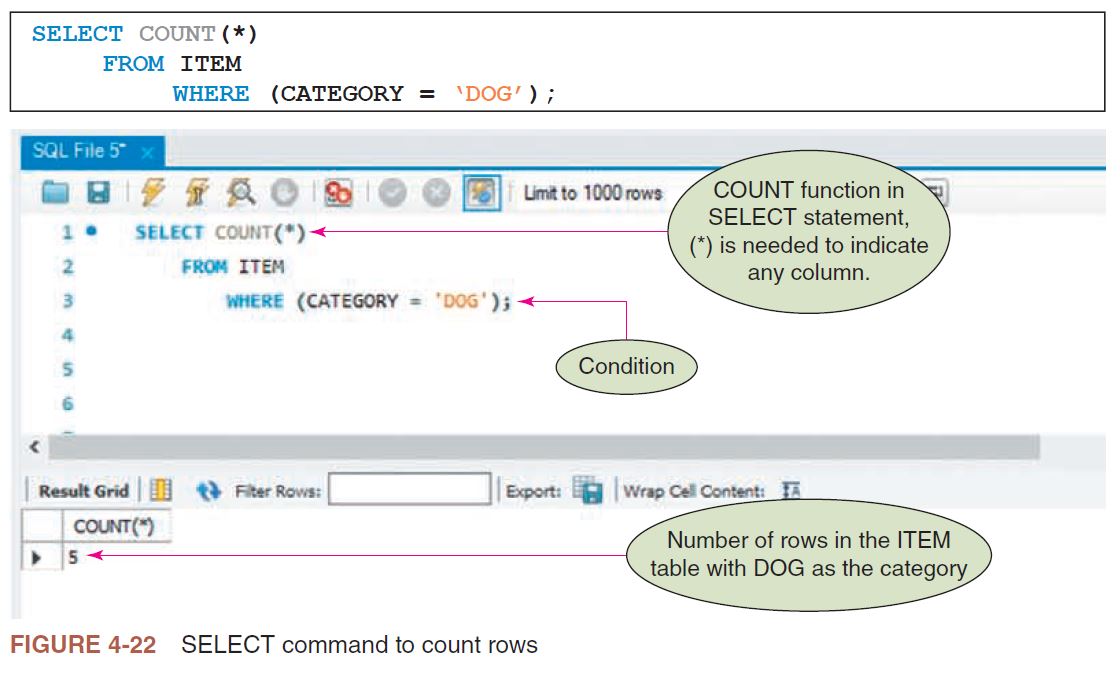 SELECT COUNT(*)
FROM ITEM
WHERE (CATEGORY = ‘DOG’);
SQL File 5*
Limit to 1000 rows
COUNT function in
SELECT statement,
(*) is needed to indicate
any column.
1 SELECT COUNT(*)
2 FROM ITEM
3 WHERE (CATEGORY = 'DOG');
4
5
6
Condition
Result Grid Filter Rows: Export: Wrap Cell Content:
COUNT(*)
5
Number of rows in the ITEM
table with DOG as the category
FIGURE 4-22 SELECT command to count rows